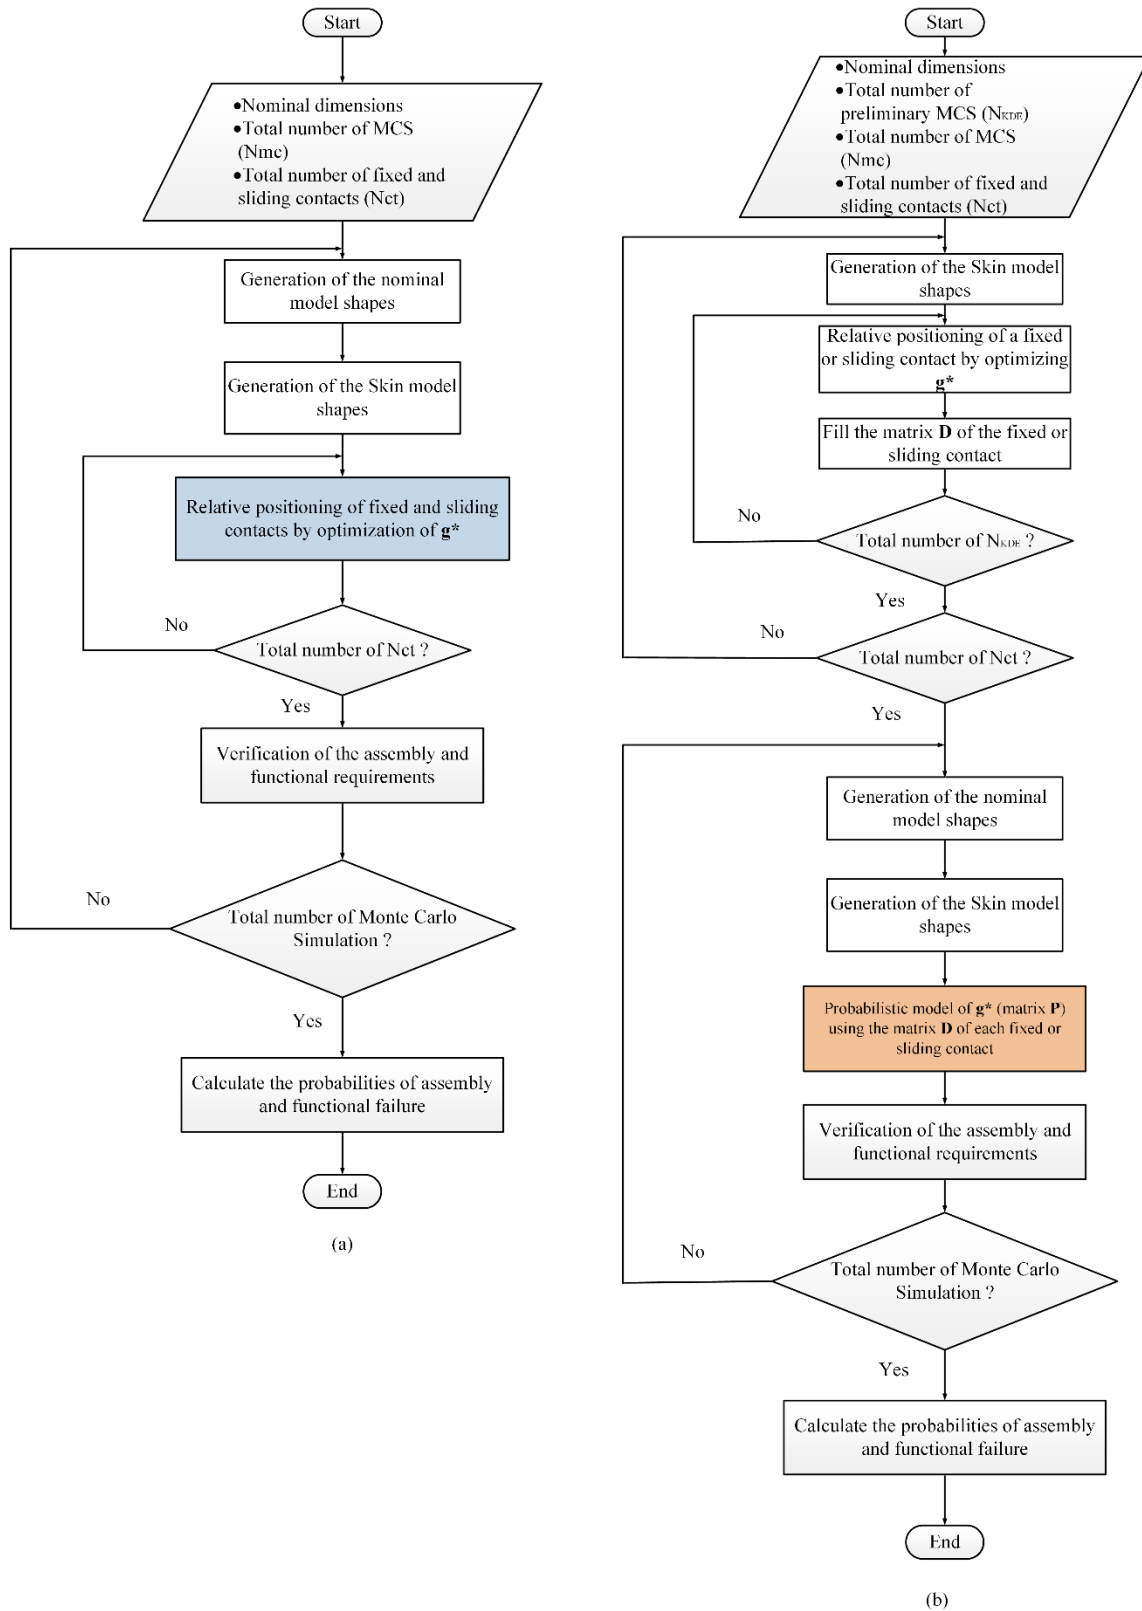 Start
•Nominal dimensions
•Total number of MCS
(Nmc)
•Total number of fixed and
sliding contacts (Nct)
Generation of the nominal
model shapes
Generation of the Skin model
shapes
Relative positioning of fixed and sliding
contacts by optimization of g*
No
Total number of Nct ?
Yes
Verification of the assembly and
functional requirements
No
Total number of Monte Carlo
Simulation ?
Yes
Calculate the probabilities of assembly
and functional failure
End
(a)
Start
•Nominal dimensions
•Total number of
preliminary MCS (NKDE)
•Total number of MCS
(Nmc)
•Total number of fixed and
sliding contacts (Nct)
Generation of the Skin model
shapes
Relative positioning of a fixed
or sliding contact by optimizing
g*
Fill the matrix D of the fixed or
sliding contact
No
Total number of NKDE ?
Yes
No
Total number of Nct ?
Yes
Generation of the nominal
model shapes
Generation of the Skin model
shapes
Probabilistic model of g* (matrix P)
using the matrix D of each fixed or
sliding contact
Verification of the assembly and
functional requirements
No
Total number of Monte Carlo
Simulation ?
Yes
Calculate the probabilities of assembly
and functional failure
End
(b)